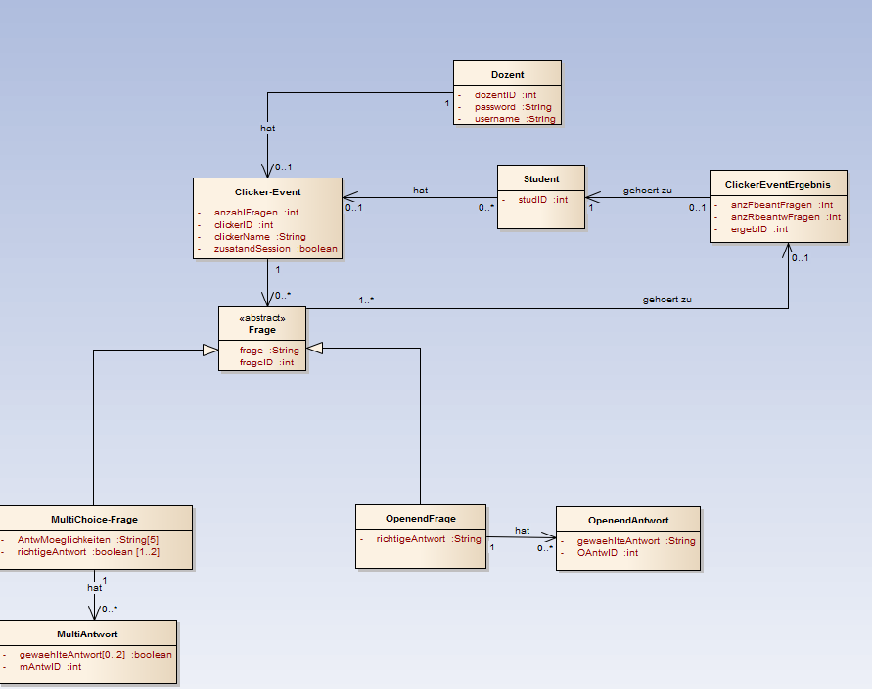 Dozent
- dozentID :int
- password :String
- username :String
1
hat
0..1
Clicker-Event
- anzahlFragen :int
- clickerID :int
- clickerName :String
- zusatandSession :boolean
0..1
hat
0..*
Student
- studID :int
1
gehoert zu
0..1
ClickerEventErgebnis
- anzFbeantFragen :int
- anzRbeantwFragen :int
- ergebID :int
0..1
1
0..*
1..*
gehoert zu
«abstract»
Frage
frage :String
frageID :int
MultiChoice-Frage
- AntwMoeglichkeiten :String[5]
- richtigeAntwort :boolean [1..2]
1
hat
0..*
MultiAntwort
- gewaehlteAntwort[0..2] :boolean
- mAntwID :int
OpenendFrage
- richtigeAntwort :String
1
hat
0..*
OpenendAntwort
- gewaehlteAntwort :String
- OAntwID :int